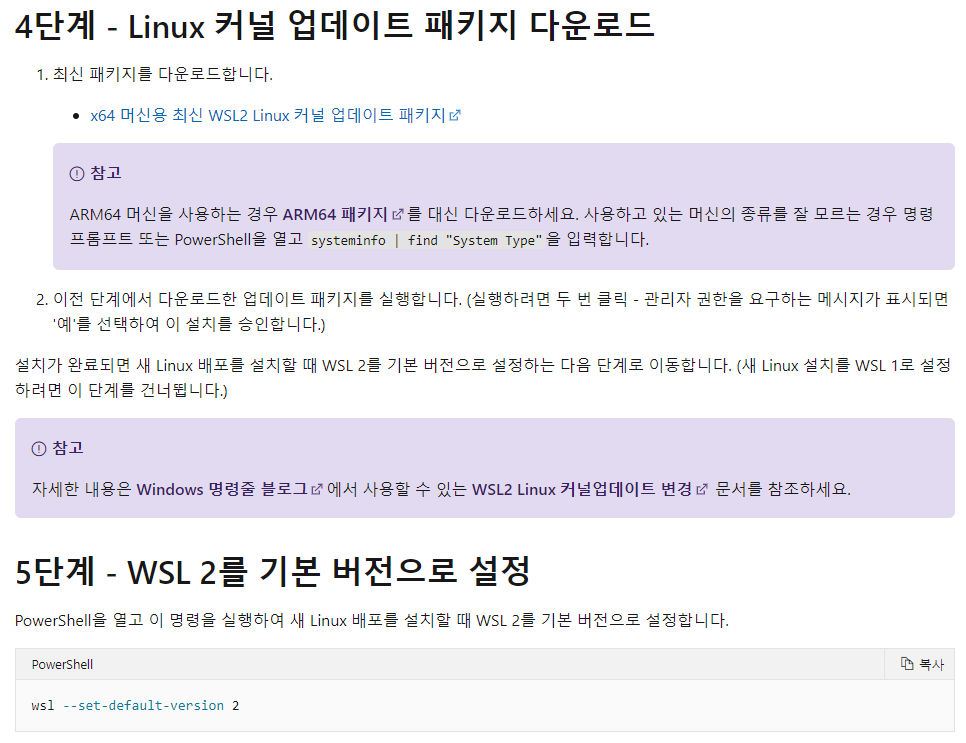 4단계 - Linux 커널 업데이트 패키지 다운로드
1. 최신 패키지를 다운로드합니다.
• x64 머신용 최신 WSL2 Linux 커널 업데이트 패키지
참고
ARM64 머신을 사용하는 경우 ARM64 패키지를 대신 다운로드하세요. 사용하고 있는 머신의 종류를 잘 모르는 경우 명령
프롬프트 또는 PowerShell을 열고 systeminfo | find "System Type"을 입력합니다.
2. 이전 단계에서 다운로드한 업데이트 패키지를 실행합니다. (실행하려면 두 번 클릭 - 관리자 권한을 요구하는 메시지가 표시되면
'예'를 선택하여 이 설치를 승인합니다.)
설치가 완료되면 새 Linux 배포를 설치할 때 WSL 2를 기본 버전으로 설정하는 다음 단계로 이동합니다. (새 Linux 설치를 WSL 1로 설정
하려면 이 단계를 건너뜁니다.)
참고
자세한 내용은 Windows 명령줄 블로그에서 사용할 수 있는 WSL2 Linux 커널업데이트 변경 문서를 참조하세요.
5단계 - WSL 2를 기본 버전으로 설정
PowerShell을 열고 이 명령을 실행하여 새 Linux 배포를 설치할 때 WSL 2를 기본 버전으로 설정합니다.
PowerShell 복사
wsl --set-default-version 2